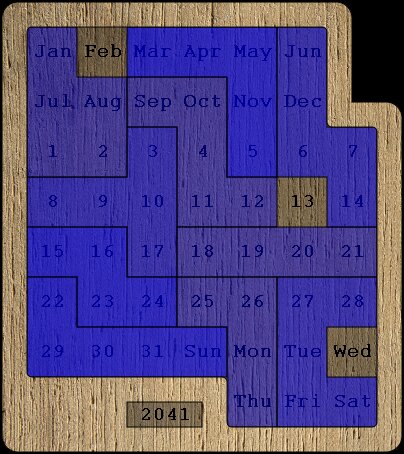 Jan Feb Mar Apr May Jun
Jul Aug Sep Oct Nov Dec
1 2 3 4 5 6 7
8 9 10 11 12 13 14
15 16 17 18 19 20 21
22 23 24 25 26 27 28
29 30 31 Sun Mon Tue Wed
Thu Fri Sat
2041